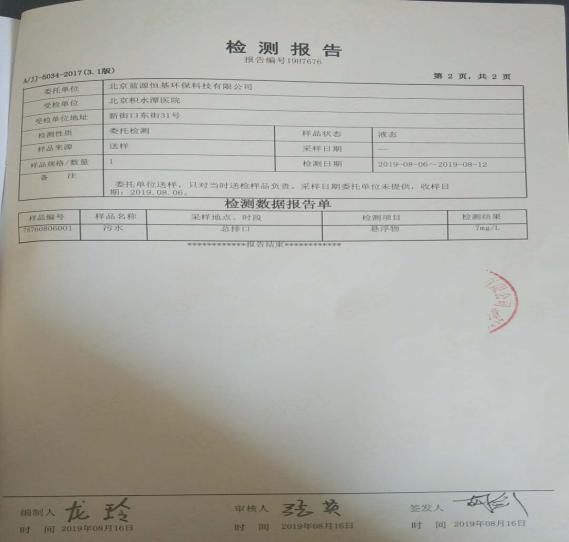 检测报告
报告编号19H7676
A/JJ-5034-2017(3.1版)
第 2 页, 共 2 页
委托单位 北京蓝源恒基环保科技有限公司
受检单位 北京积水潭医院
受检单位地址 新街口东街31号
检测性质 委托检测 样品状态 液态
样品来源 送样 采样日期 —
样品规格/数量 1 检测日期 2019-08-06~2019-08-12
备 注 委托单位送样, 只对当时送检样品负责。采样日期委托单位未提供, 收样日
期: 2019.08.06。
检测数据报告单
样品编号 样品名称 采样地点、时段 检测项目 检测结果
76760806001 污水 总排口 悬浮物 7mg/L
************报告结束************
限公司
编制人 龙玲 审核人 签发人
时 间 2019年08月16日 时 间 2019年08月16日 时 间 2019年08月16日